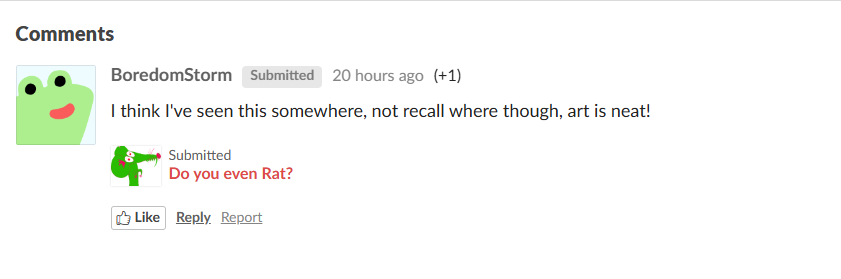 Comments
BoredomStorm Submitted 20 hours ago (+1)
I think I've seen this somewhere, not recall where though, art is neat!
Submitted
Do you even Rat?
Like Reply Report